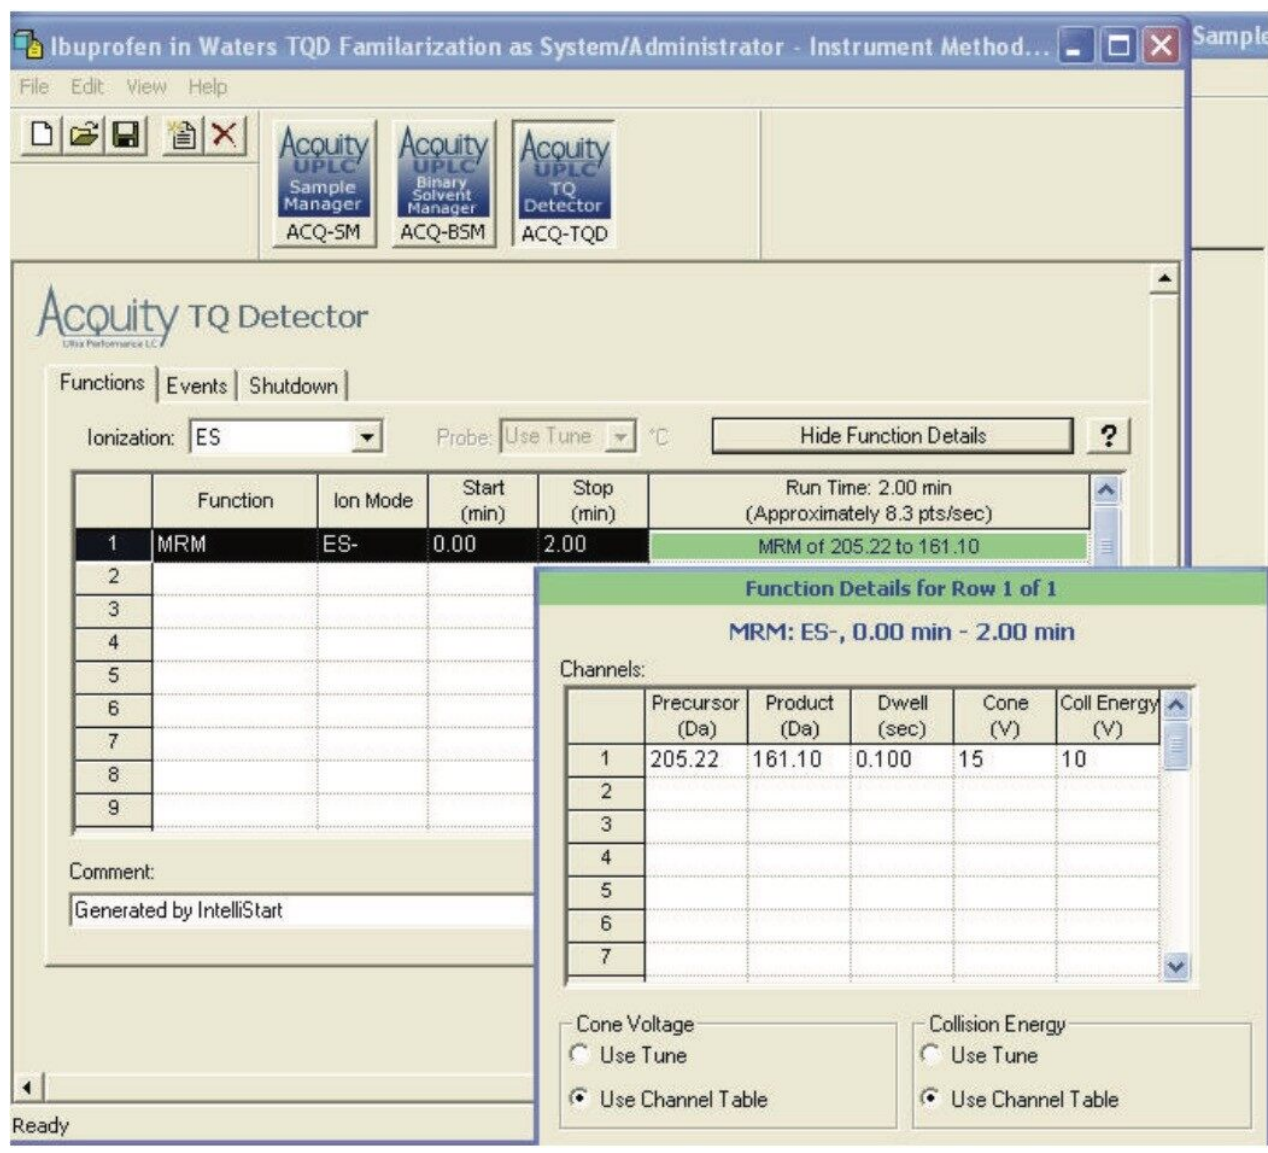 Ibuprofen in Waters TQD Familarization as System/Administrator - Instrument Method...
Sample
File Edit View Help
Acquity UPLC Sample Manager
ACQ-SM
Acquity UPLC Binary Solvent Manager
ACQ-BSM
Acquity UPLC TQ Detector
ACQ-TQD
Acquity TQ Detector
Ultra Performance LC
Functions Events Shutdown
Ionization: ES Probe: Use Tune °C Hide Function Details ?
Function Ion Mode Start (min) Stop (min) Run Time: 2.00 min
(Approximately 8.3 pts/sec)
1 MRM ES- 0.00 2.00 MRM of 205.22 to 161.10
2
3
4
5
6
7
8
9
Comment:
Generated by IntelliStart
Ready
Function Details for Row 1 of 1
MRM: ES-, 0.00 min - 2.00 min
Channels:
Precursor (Da) Product (Da) Dwell (sec) Cone (V) Coll Energy (V)
1 205.22 161.10 0.100 15 10
2
3
4
5
6
7
Cone Voltage
Use Tune
Use Channel Table
Collision Energy
Use Tune
Use Channel Table